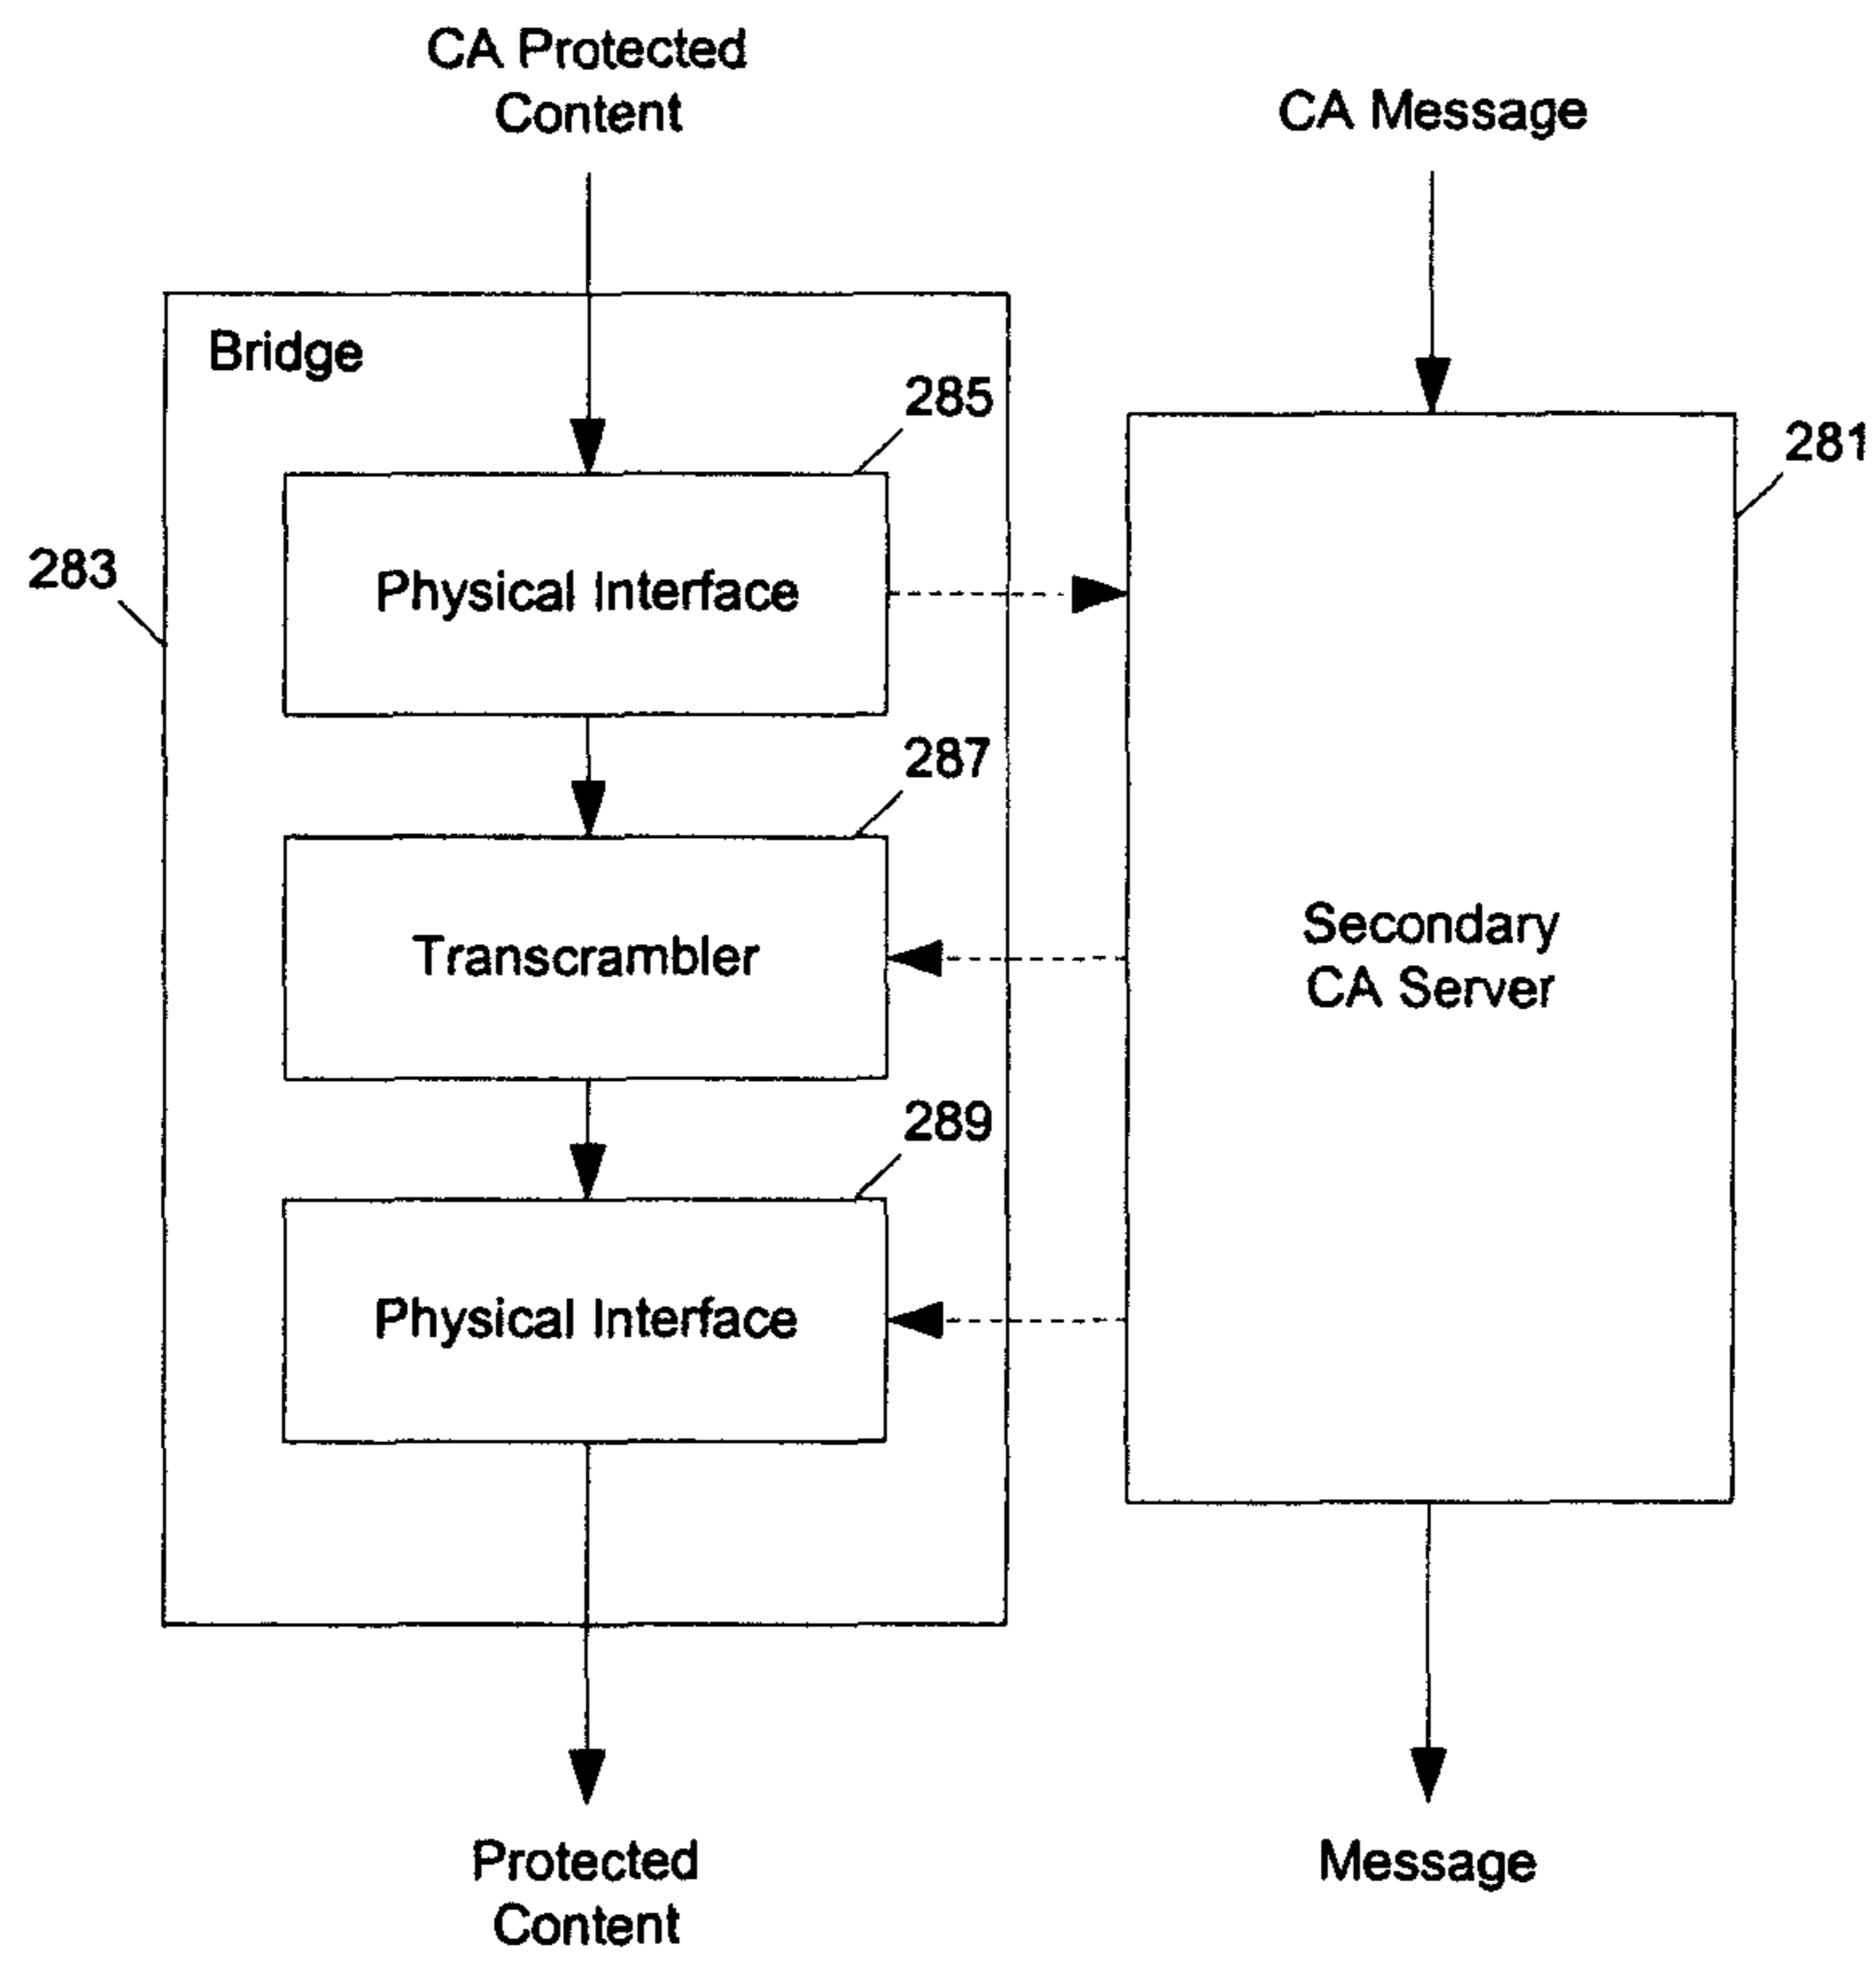 CA Protected
Content
CA Message
Bridge
285
281
283
Physical Interface
287
Transcrambler
Secondary
CA Server
289
Physical Interface
Protected
Content
Message